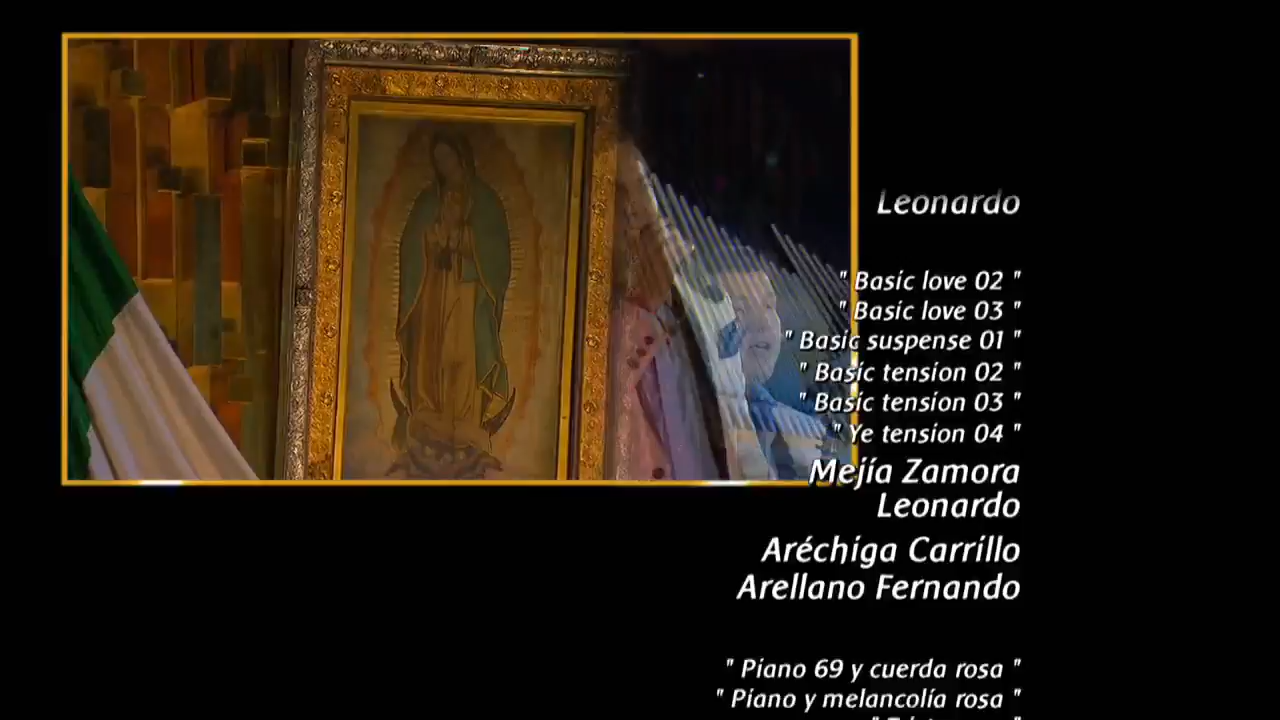 Leonardo
" Basic love 02 "
" Basic love 03 "
" Basic suspense 01 "
" Basic tension 02 "
" Basic tension 03 "
" Ye tension 04 "
Mejía Zamora
Leonardo
Aréchiga Carrillo
Arellano Fernando
" Piano 69 y cuerda rosa "
" Piano y melancolía rosa "